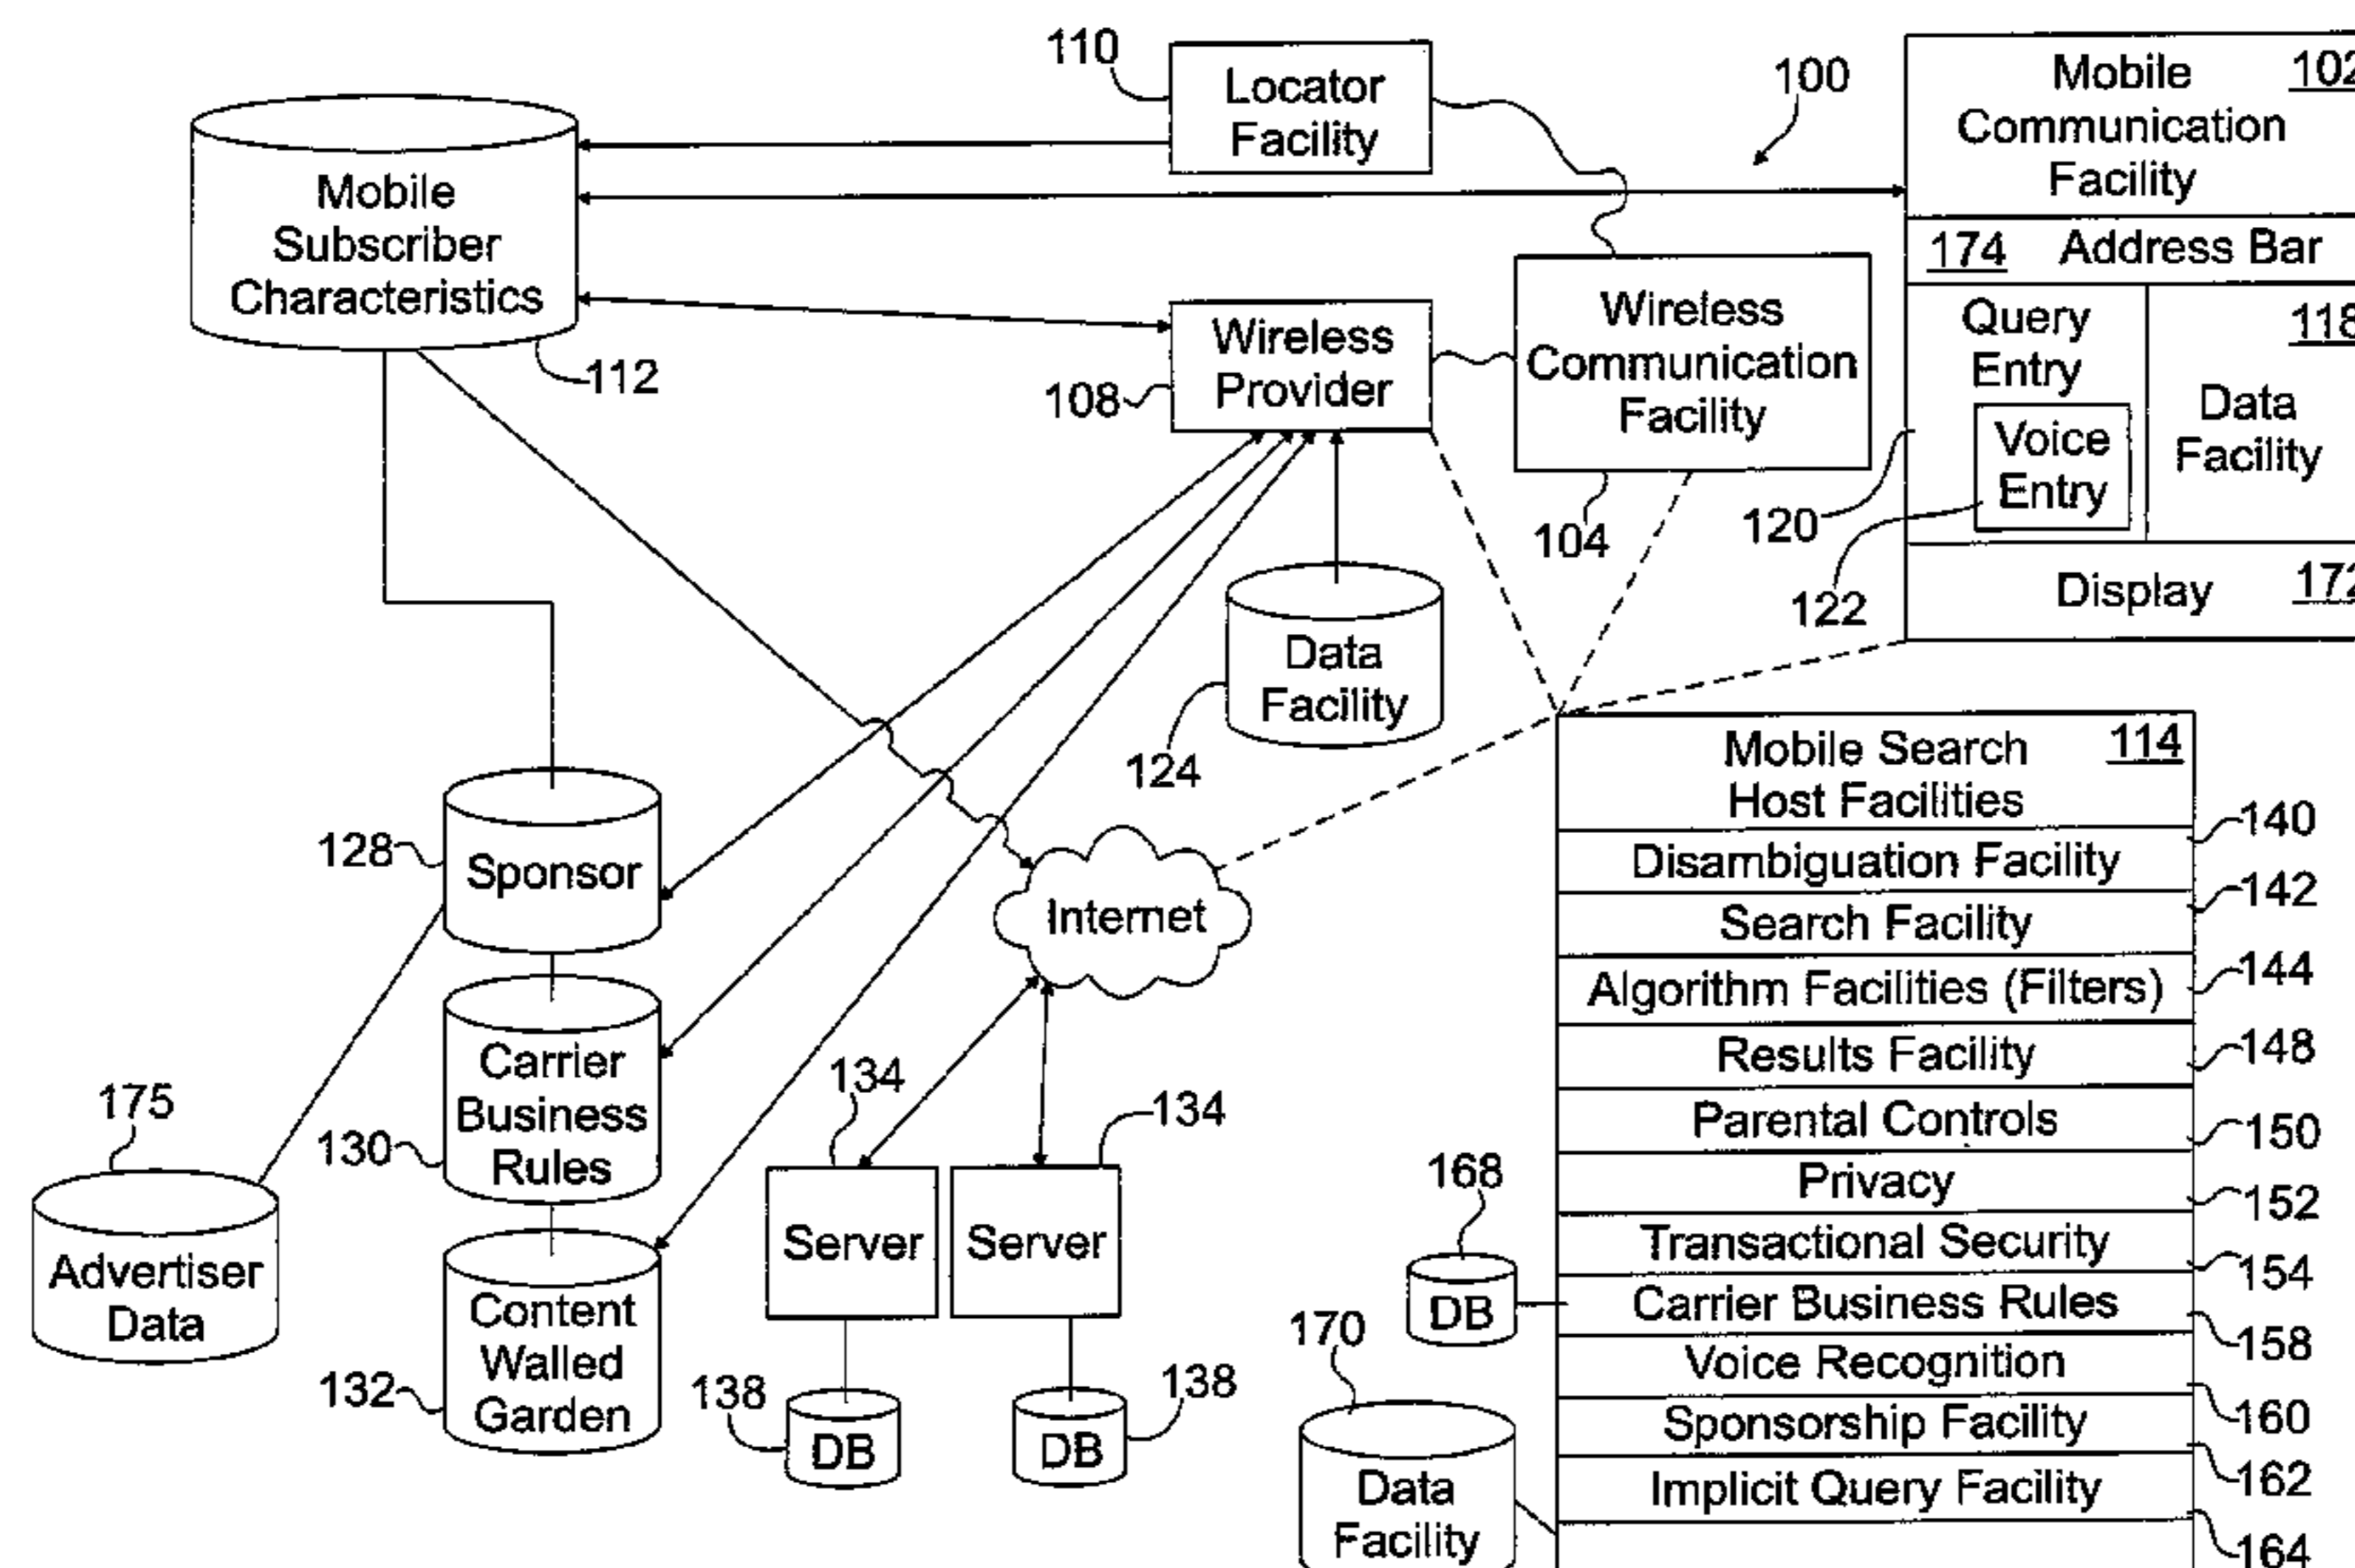 110
Locator
Facility
100
Mobile
Communication
Facility
102
174
Address Bar
Query
Entry
Voice
Entry
118
Data
Facility
120
122
Display
172
Mobile
Subscriber
Characteristics
112
Wireless
Provider
108
Wireless
Communication
Facility
104
Data
Facility
124
Mobile Search
Host Facilities
114
140
Disambiguation Facility
142
Search Facility
144
Algorithm Facilities (Filters)
148
Results Facility
150
Parental Controls
152
Privacy
154
Transactional Security
158
Carrier Business Rules
160
Voice Recognition
162
Sponsorship Facility
164
Implicit Query Facility
128
Sponsor
Internet
130
Carrier
Business
Rules
175
Advertiser
Data
132
Content
Walled
Garden
134
Server
134
Server
138
DB
138
DB
168
DB
170
Data
Facility